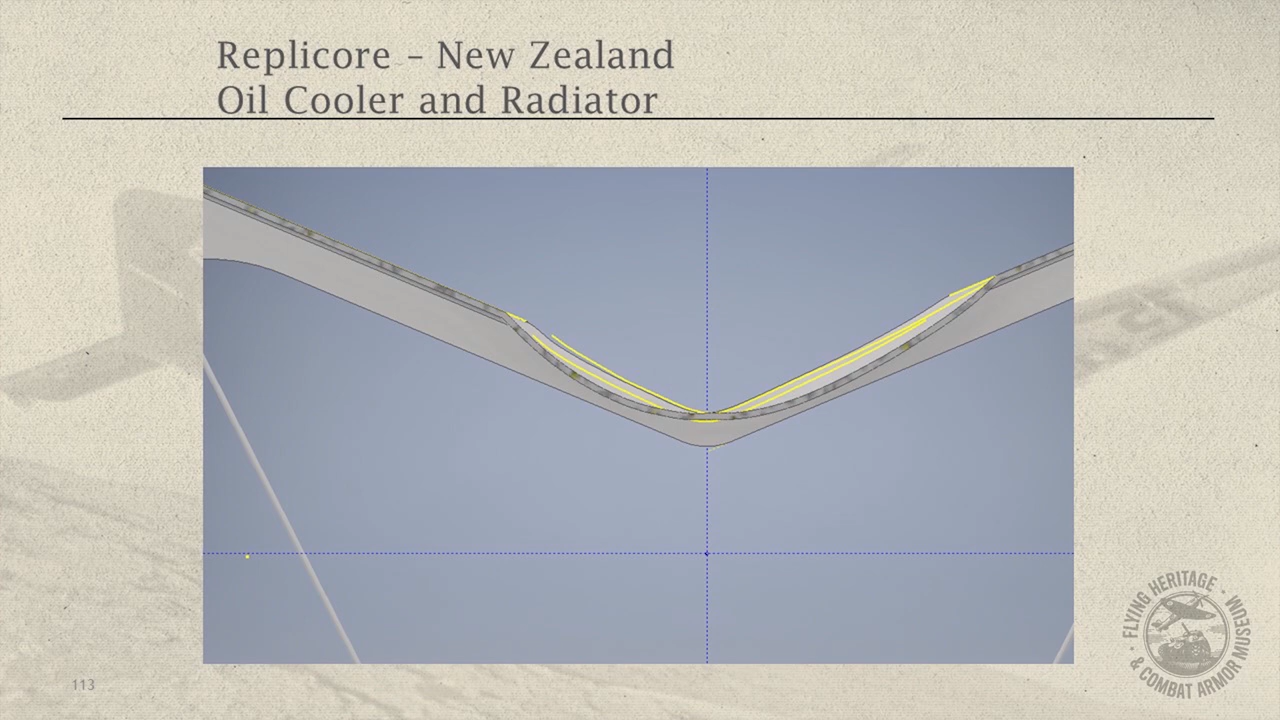 Replicore – New Zealand
Oil Cooler and Radiator
113
FLYING HERITAGE ·
& COMBAT ARMOR MUSEUM